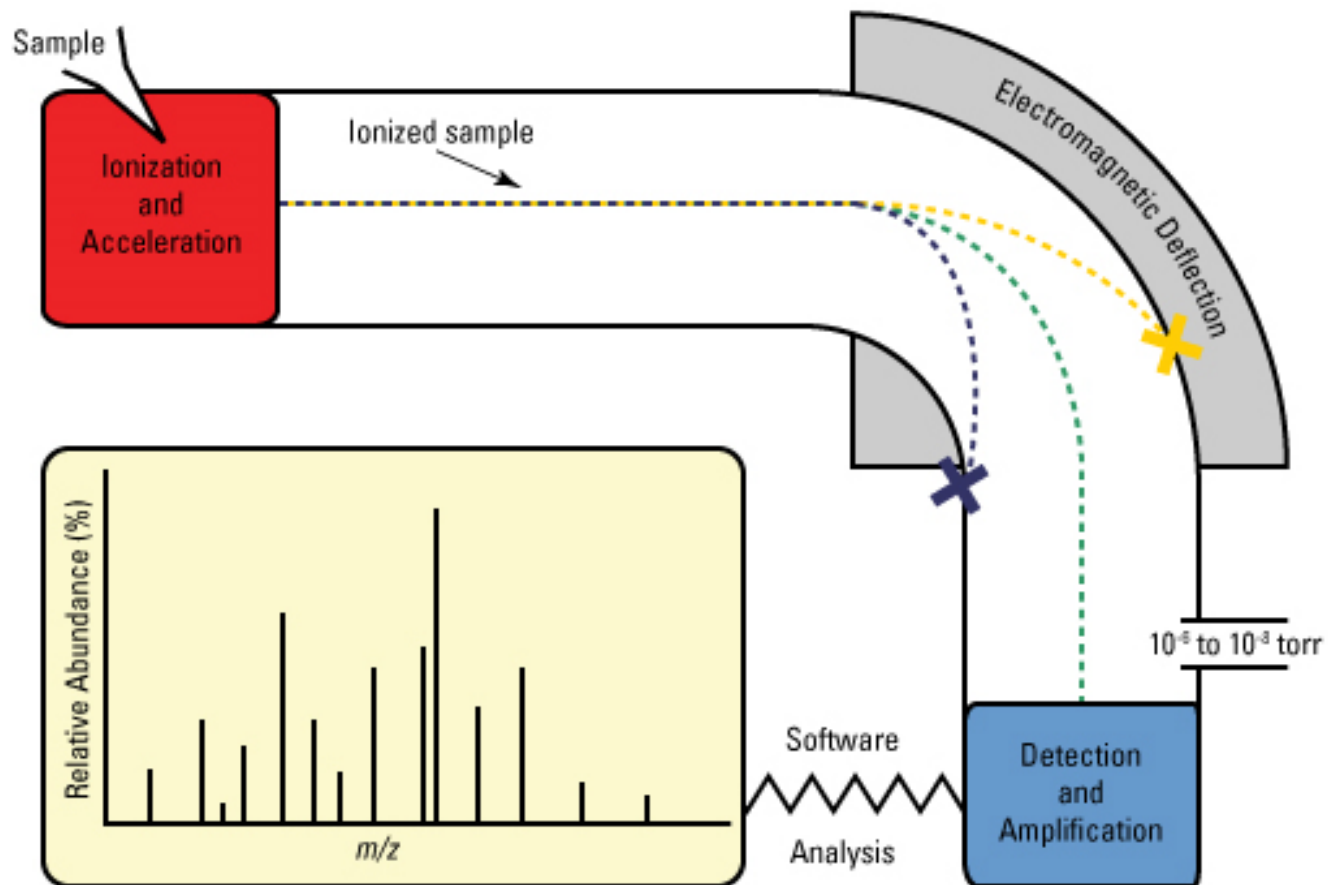 Sample
Ionization
and
Acceleration
Ionized sample
Electromagnetic Deflection
Relative Abundance (%)
m/z
Software
Analysis
10⁻⁶ to 10⁻⁸ torr
Detection
and
Amplification